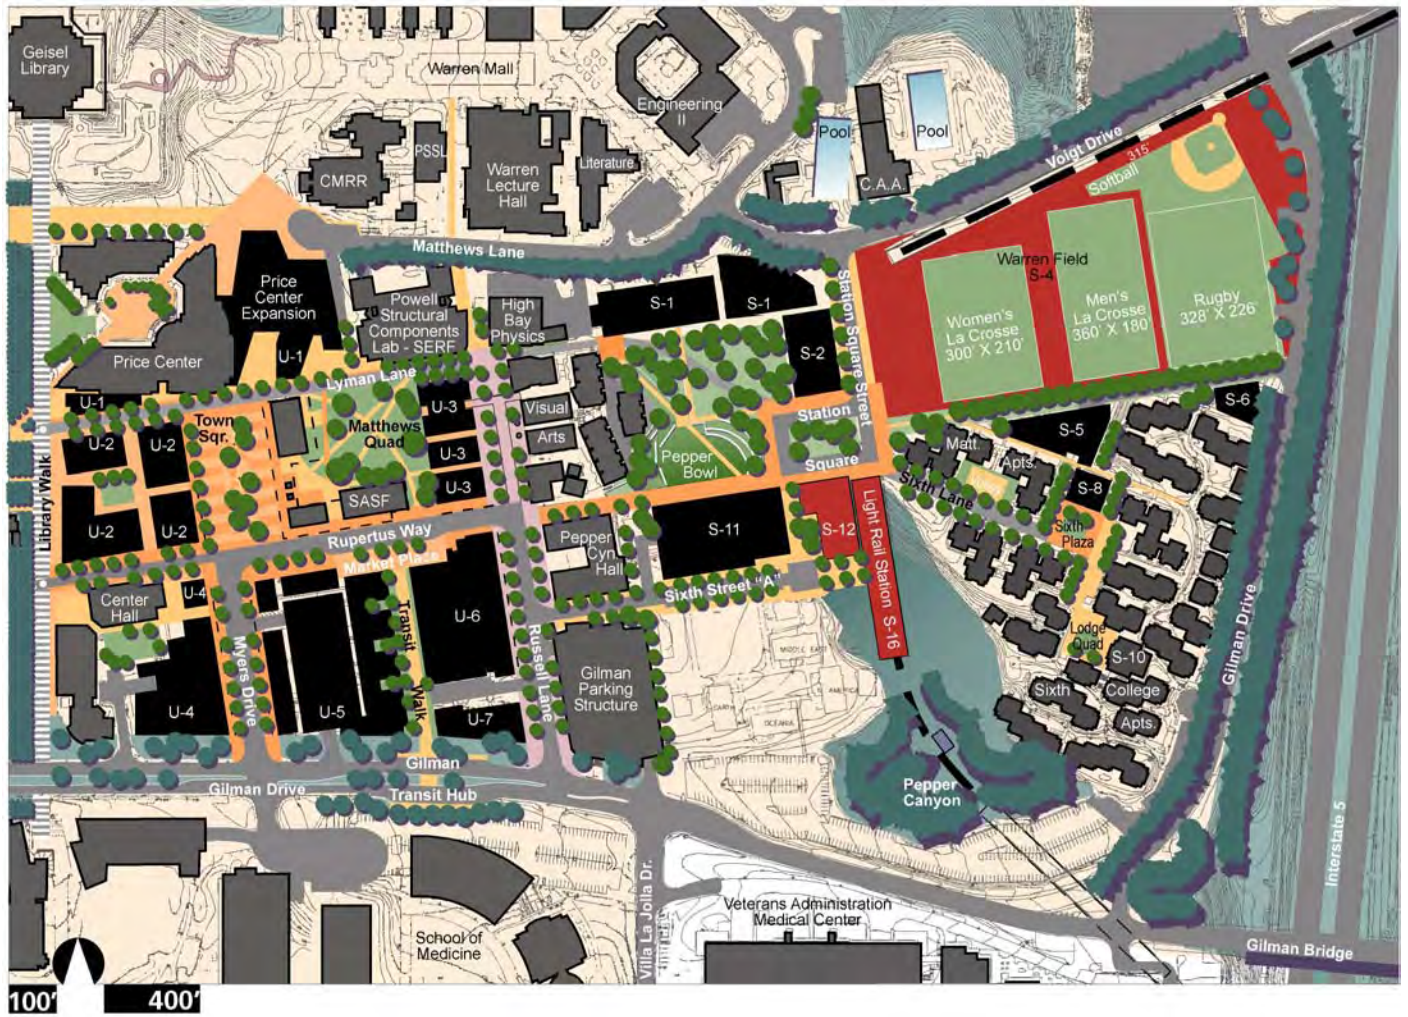 Geisel
Library
Warren Mall
Engineering
II
Pool
Pool
Voigt Drive
315'
Softball
PSSL
CMRR
Warren
Lecture
Hall
Literature
C.A.A.
Matthews Lane
Price
Center
Expansion
Powell
Structural
Components
Lab - SERF
High
Bay
Physics
S-1
S-1
Station Square Street
Warren Field
S-4
Women's
La Crosse
300' X 210'
Men's
La Crosse
360' X 180'
Rugby
328' X 226'
Price Center
U-1
Lyman Lane
S-2
U-1
Town
Sqr.
Matthews
Quad
U-3
Visual
Arts
Station
Square
S-6
S-5
U-2
U-2
U-3
Pepper
Bowl
Matt.
Apts.
Library Walk
U-3
SASF
Sixth Lane
S-8
U-2
U-2
Rupertus Way
S-11
S-12
Light Rail Station S-16
Sixth
Plaza
Market Place
Pepper
Cyn.
Hall
Center
Hall
U-4
Sixth Street "A"
Transit
Walk
U-6
Gilman Drive
Lodge
Quad
S-10
Myers Drive
Russell Lane
MIDDLE EAST
Gilman
Parking
Structure
AMERICA
EARTH
OCEANIA
Sixth
College
Apts.
U-4
U-5
U-7
Gilman
Transit Hub
Gilman Drive
Pepper
Canyon
Interstate 5
Villa La Jolla Dr.
Veterans Administration
Medical Center
School of
Medicine
Gilman Bridge
100'
400'